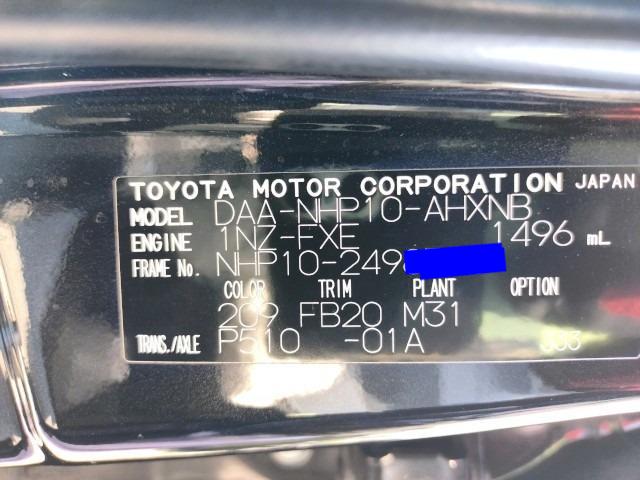 TOYOTA MOTOR CORPORATION JAPAN
MODEL DAA-NHP10-AHXNB
ENGINE 1NZ-FXE 1496 mL
FRAME No. NHP10-249
COLOR TRIM PLANT OPTION
209 FB20 M31
TRANS./AXLE P510 -01A